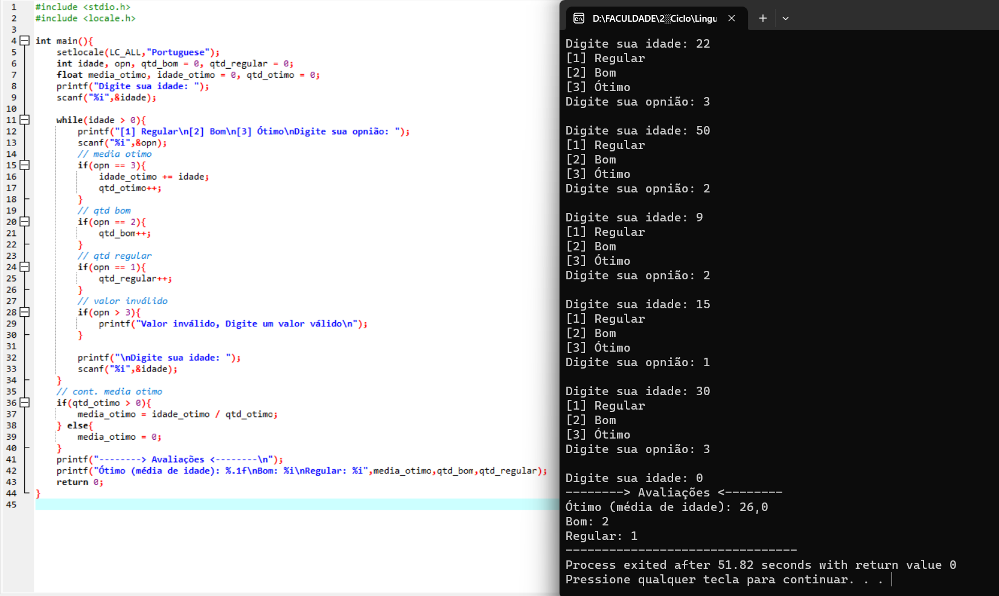 1 #include <stdio.h>
2 #include <locale.h>
3
4 int main(){
5 setlocale(LC_ALL,"Portuguese");
6 int idade, opn, qtd_bom = 0, qtd_regular = 0;
7 float media_otimo, idade_otimo = 0, qtd_otimo = 0;
8 printf("Digite sua idade: ");
9 scanf("%i",&idade);
10
11 while(idade > 0){
12 printf("[1] Regular\n[2] Bom\n[3] Ótimo\nDigite sua opnião: ");
13 scanf("%i",&opn);
14 // media otimo
15 if(opn == 3){
16 idade_otimo += idade;
17 qtd_otimo++;
18 }
19 // qtd bom
20 if(opn == 2){
21 qtd_bom++;
22 }
23 // qtd regular
24 if(opn == 1){
25 qtd_regular++;
26 }
27 // valor inválido
28 if(opn > 3){
29 printf("Valor inválido, Digite um valor válido\n");
30 }
31
32 printf("\nDigite sua idade: ");
33 scanf("%i",&idade);
34 }
35 // cont. media otimo
36 if(qtd_otimo > 0){
37 media_otimo = idade_otimo / qtd_otimo;
38 } else{
39 media_otimo = 0;
40 }
41 printf("--------> Avaliações <--------\n");
42 printf("Ótimo (média de idade): %.1f\nBom: %i\nRegular: %i",media_otimo,qtd_bom,qtd_regular);
43 return 0;
44 }
45
D:\FACULDADE\2░Ciclo\Lingu
Digite sua idade: 22
[1] Regular
[2] Bom
[3] Ótimo
Digite sua opnião: 3
Digite sua idade: 50
[1] Regular
[2] Bom
[3] Ótimo
Digite sua opnião: 2
Digite sua idade: 9
[1] Regular
[2] Bom
[3] Ótimo
Digite sua opnião: 2
Digite sua idade: 15
[1] Regular
[2] Bom
[3] Ótimo
Digite sua opnião: 1
Digite sua idade: 30
[1] Regular
[2] Bom
[3] Ótimo
Digite sua opnião: 3
Digite sua idade: 0
--------> Avaliações <--------
Ótimo (média de idade): 26,0
Bom: 2
Regular: 1
--------------------------------
Process exited after 51.82 seconds with return value 0
Pressione qualquer tecla para continuar. . .